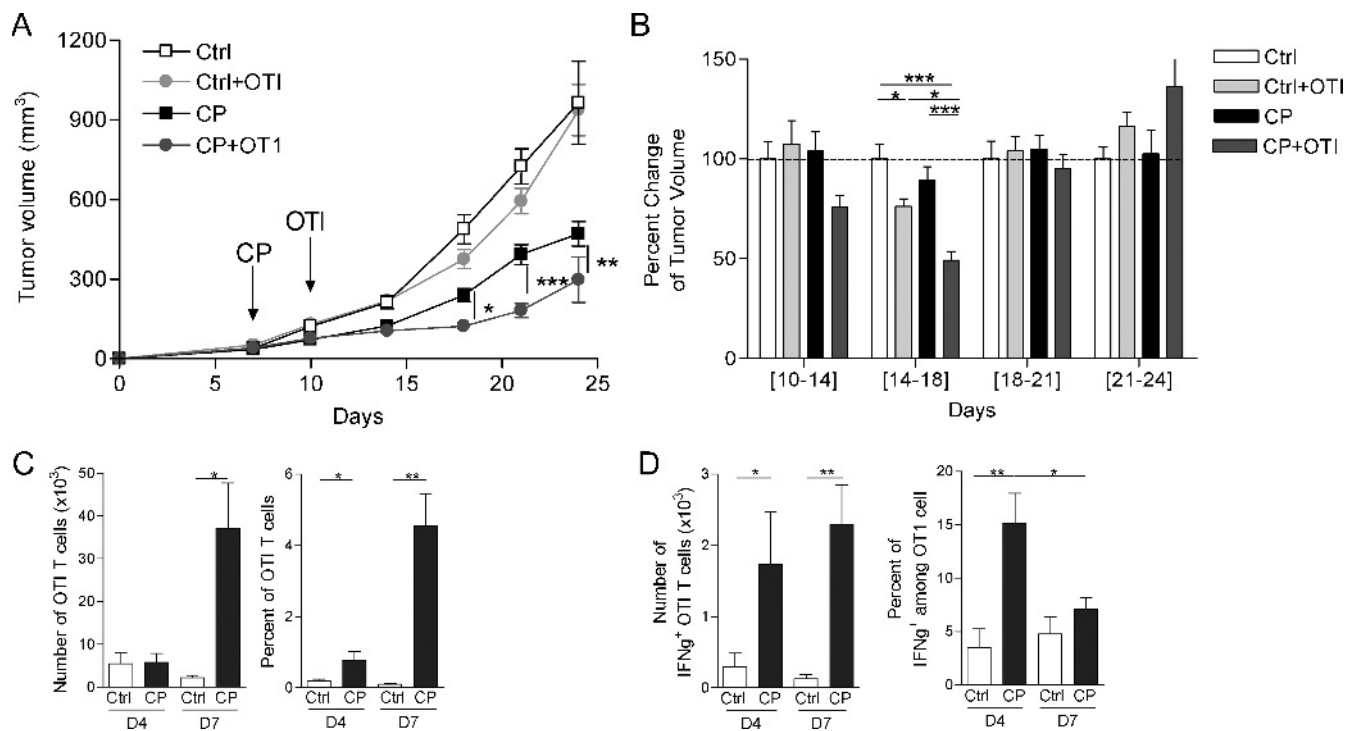 A
Tumor volume (mm³)
1200
900
600
300
0
Ctrl
Ctrl+OTI
CP
CP+OT1
CP
OTI
*
***
**
0
5
10
15
20
25
Days
B
Percent Change
of Tumor Volume
150
100
50
0
***
* *
***
Ctrl
Ctrl+OTI
CP
CP+OTI
[10-14] [14-18] [18-21] [21-24]
Days
C
Number of OTI T cells (x10³)
50
40
30
20
10
0
*
Ctrl CP Ctrl CP
D4 D7
Percent of OTI T cells
6
4
2
0
* **
Ctrl CP Ctrl CP
D4 D7
D
Number of
IFNg⁺ OTI T cells (x10³)
3
2
1
0
* **
Ctrl CP Ctrl CP
D4 D7
Percent of
IFNg⁺ among OT1 cell
20
15
10
5
0
** *
Ctrl CP Ctrl CP
D4 D7